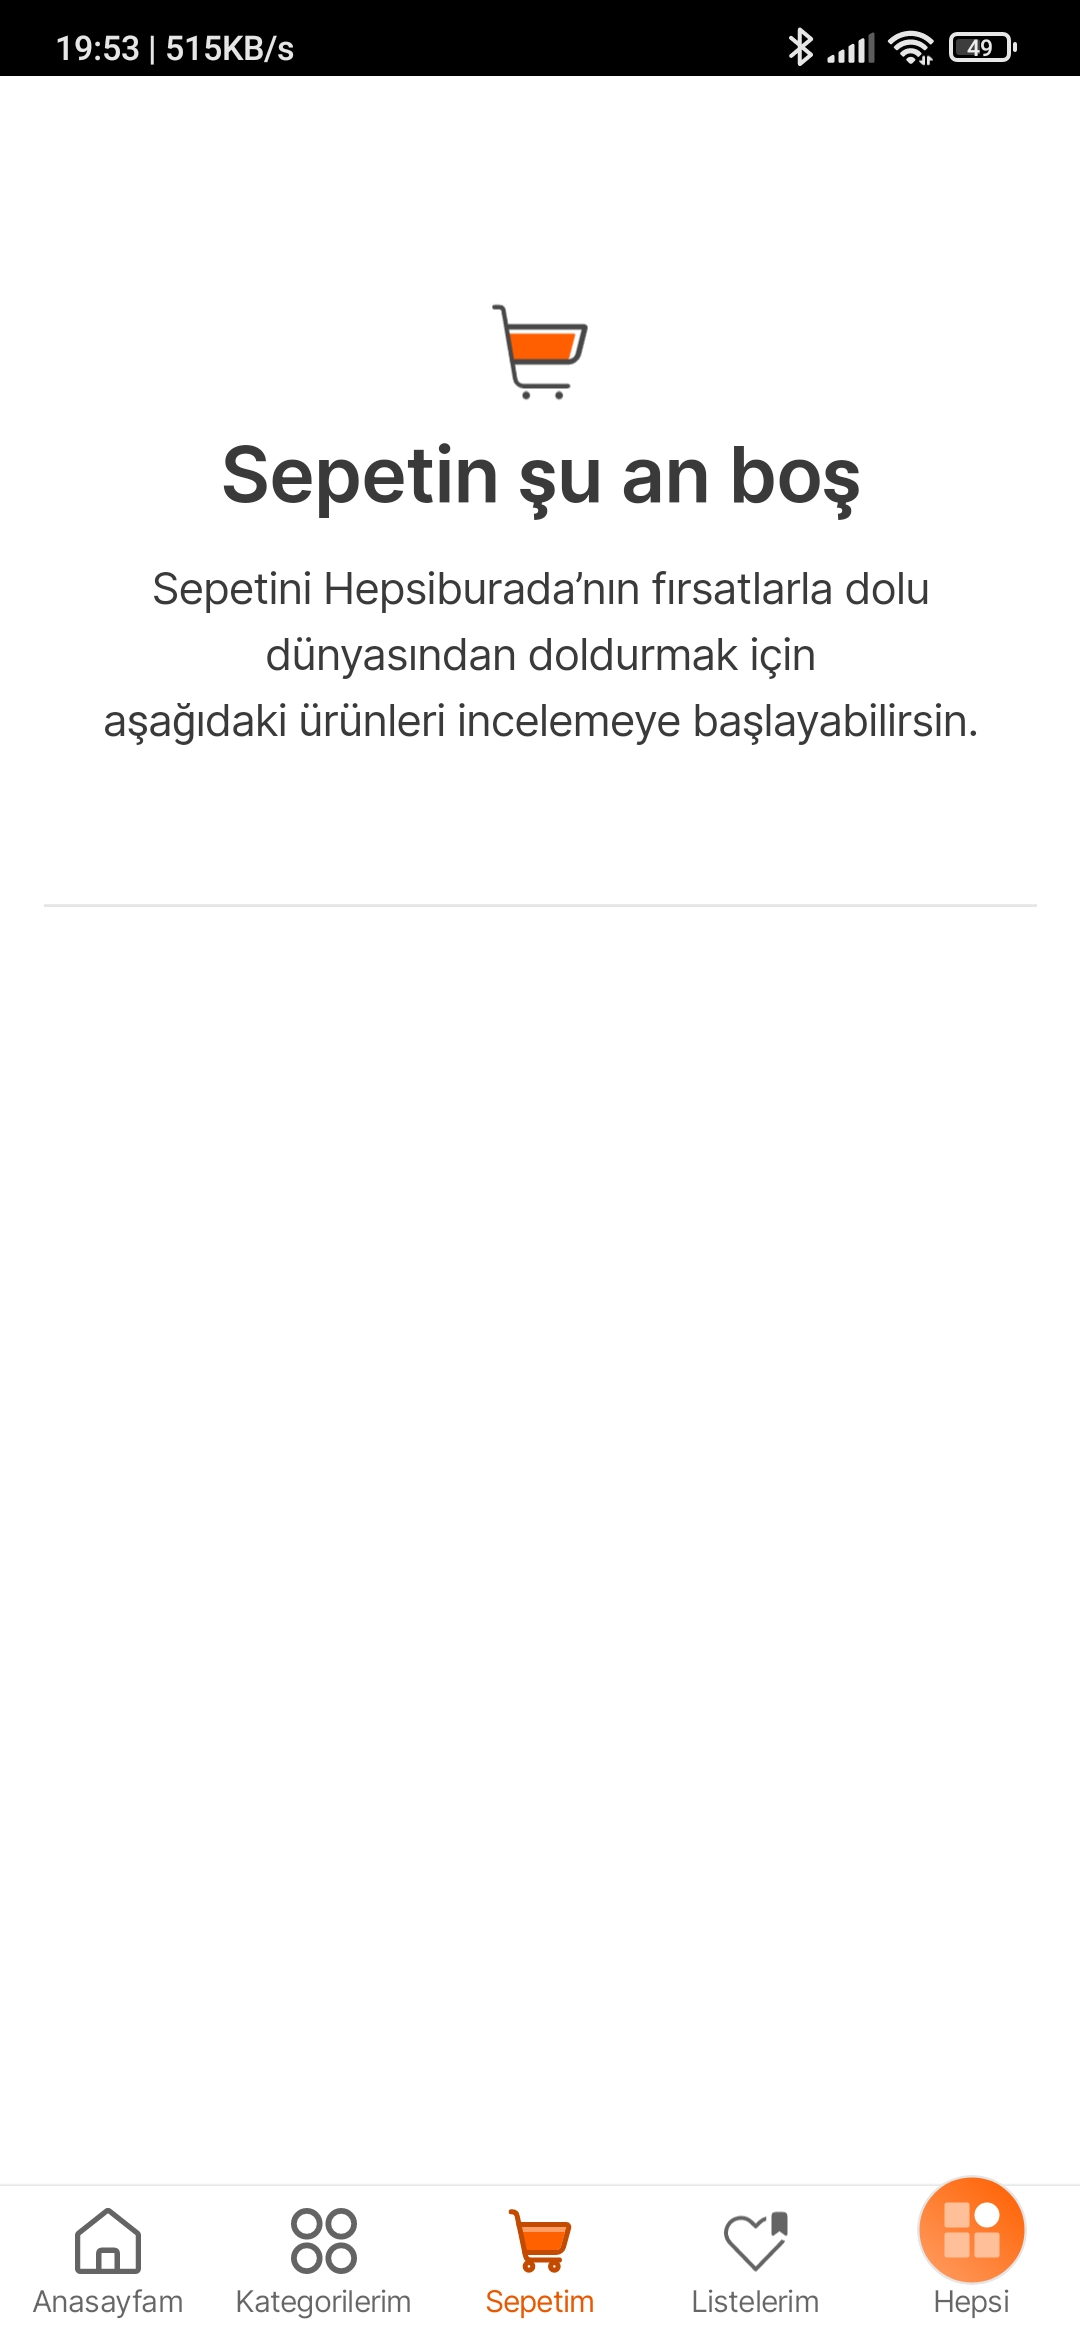 19:53 | 515KB/s
49
Sepetin şu an boş
Sepetini Hepsiburada’nın fırsatlarla dolu
dünyasından doldurmak için
aşağıdaki ürünleri incelemeye başlayabilirsin.
Anasayfam Kategorilerim Sepetim Listelerim Hepsi